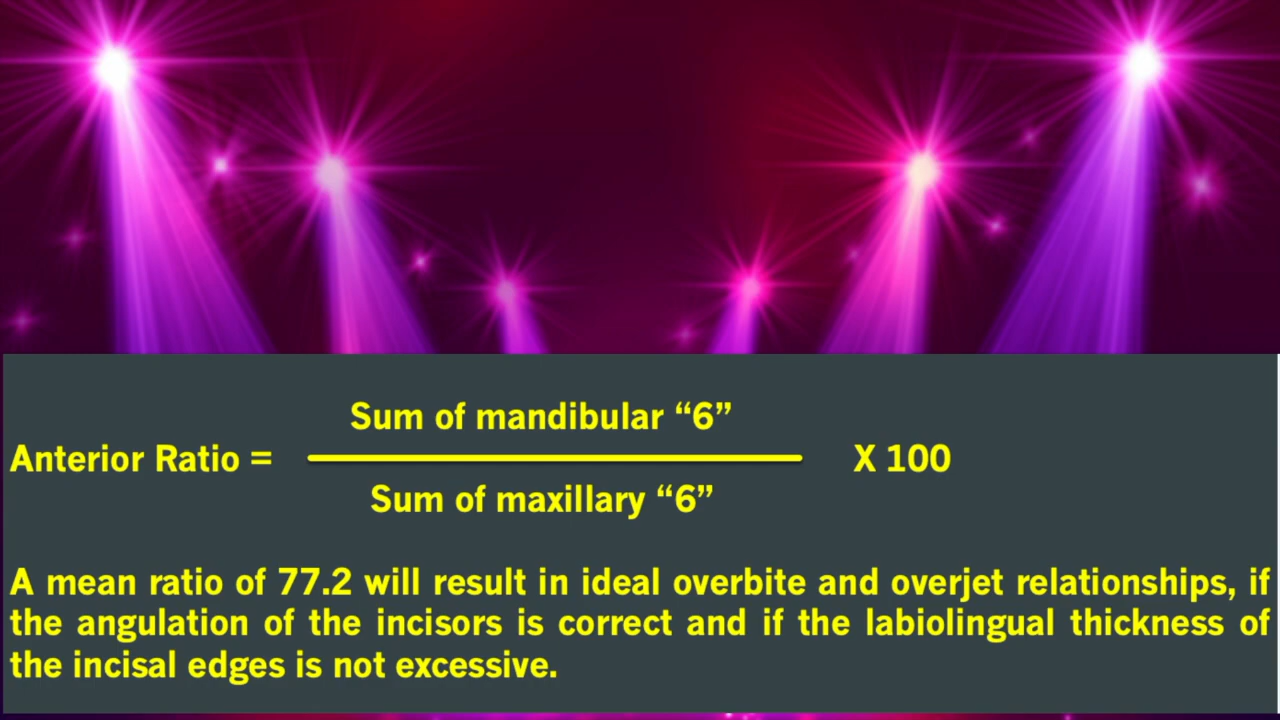 Sum of mandibular “6”
Anterior Ratio = X 100
Sum of maxillary “6”
A mean ratio of 77.2 will result in ideal overbite and overjet relationships, if
the angulation of the incisors is correct and if the labiolingual thickness of
the incisal edges is not excessive.